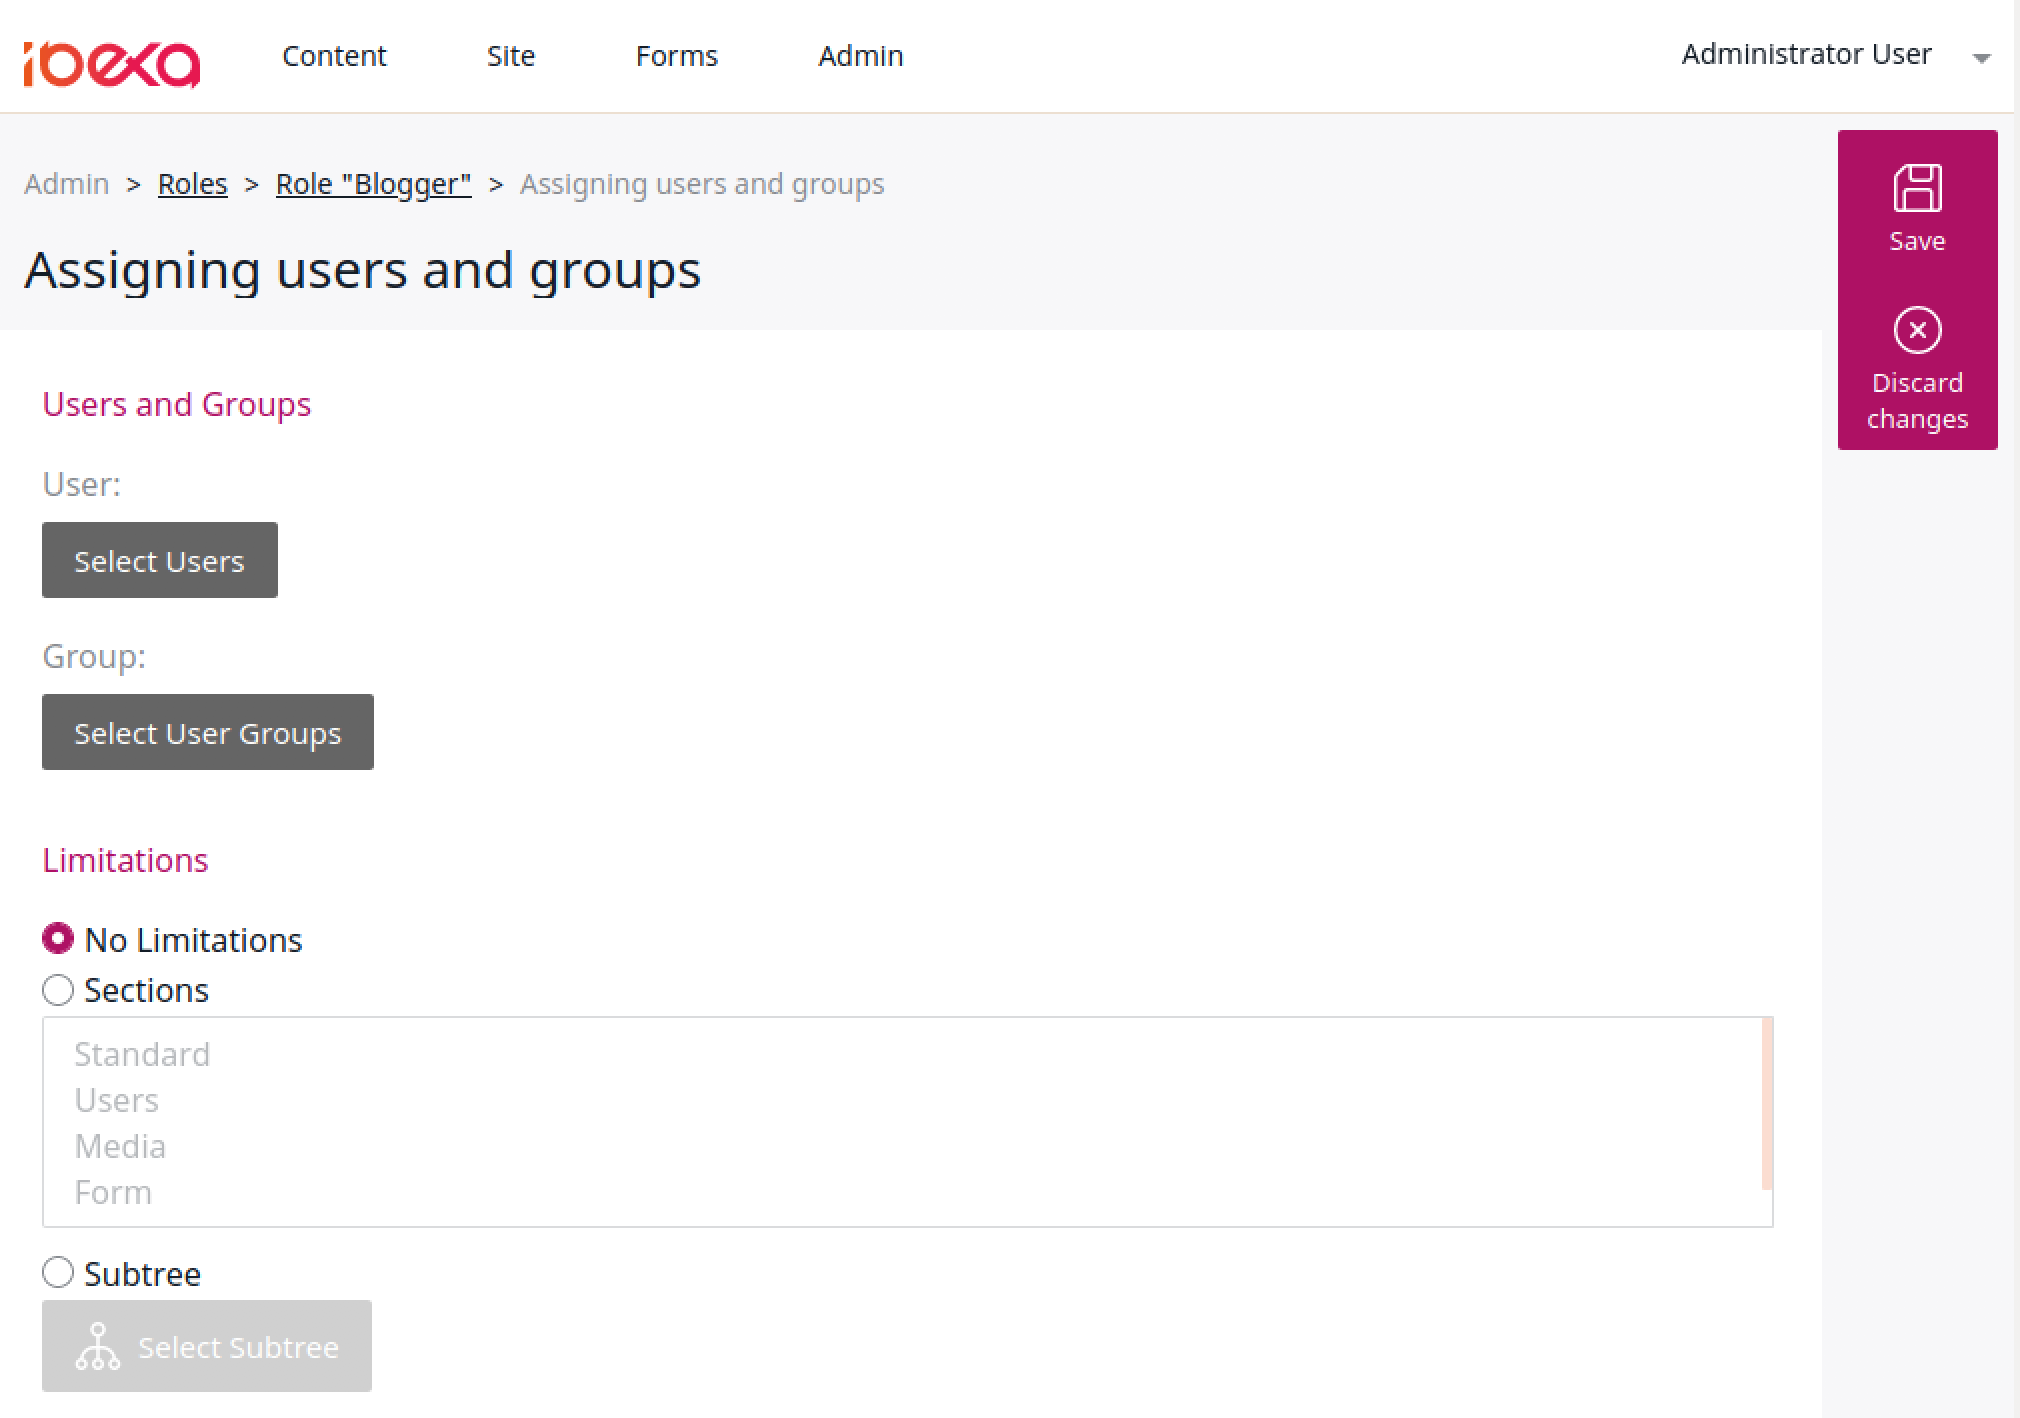 ibexa
Content Site Forms Admin
Administrator User
Admin > Roles > Role "Blogger" > Assigning users and groups
Assigning users and groups
Save
Discard
changes
Users and Groups
User:
Select Users
Group:
Select User Groups
Limitations
No Limitations
Sections
Standard
Users
Media
Form
Subtree
Select Subtree